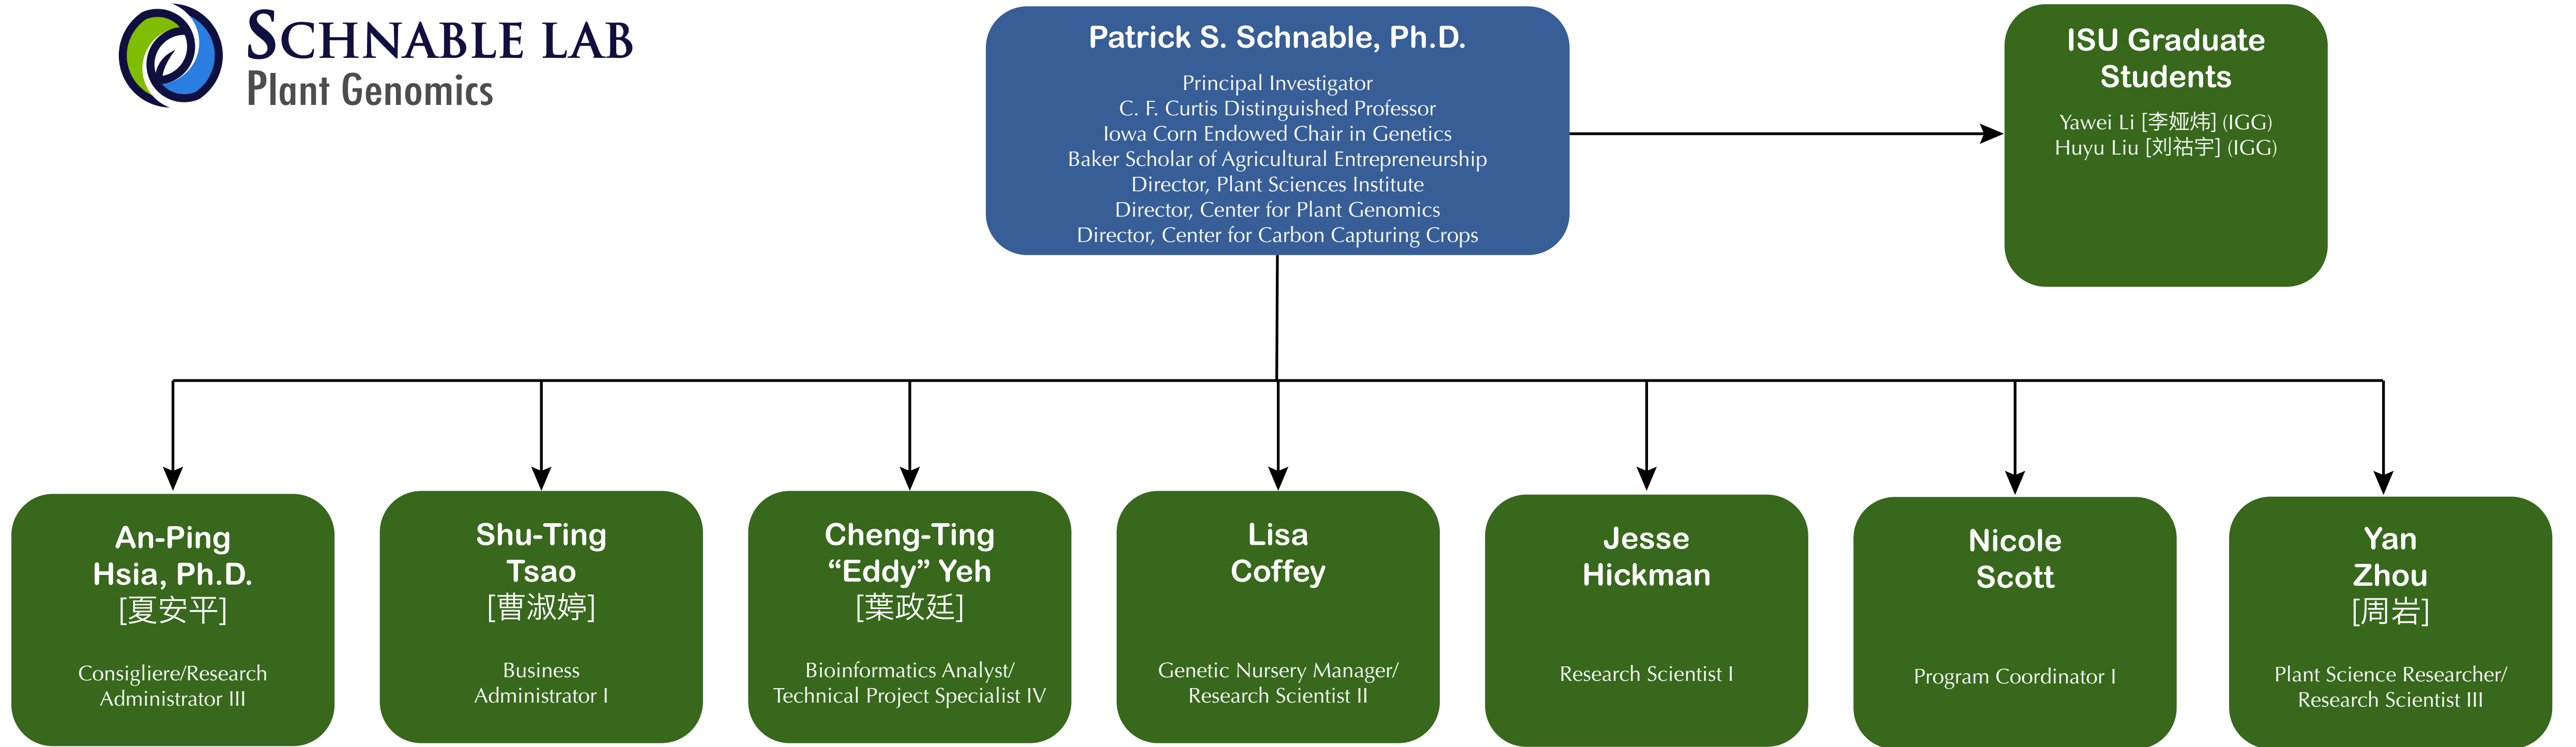 SCHNABLE LAB
Plant Genomics
Patrick S. Schnable, Ph.D.
Principal Investigator
C. F. Curtis Distinguished Professor
Iowa Corn Endowed Chair in Genetics
Baker Scholar of Agricultural Entrepreneurship
Director, Plant Sciences Institute
Director, Center for Plant Genomics
Director, Center for Carbon Capturing Crops
ISU Graduate
Students
Yawei Li [李娅炜] (IGG)
Huyu Liu [刘祜宇] (IGG)
An-Ping
Hsia, Ph.D.
[夏安平]
Consigliere/Research
Administrator III
Shu-Ting
Tsao
[曹淑婷]
Business
Administrator I
Cheng-Ting
“Eddy” Yeh
[葉政廷]
Bioinformatics Analyst/
Technical Project Specialist IV
Lisa
Coffey
Genetic Nursery Manager/
Research Scientist II
Jesse
Hickman
Research Scientist I
Nicole
Scott
Program Coordinator I
Yan
Zhou
[周岩]
Plant Science Researcher/
Research Scientist III